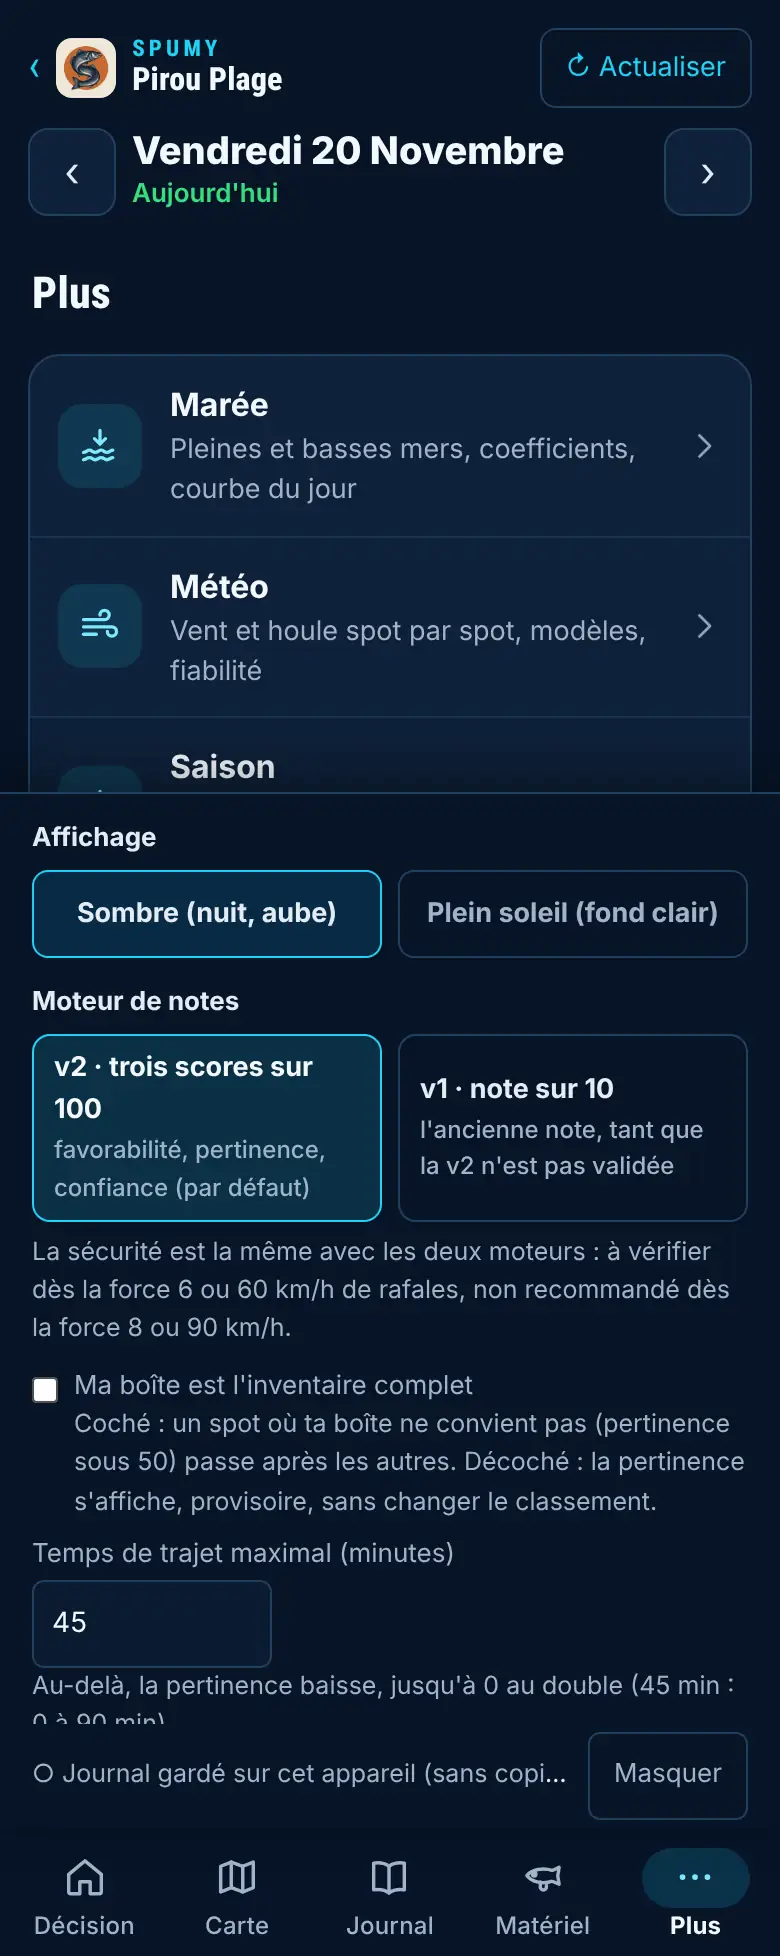 SPUMY
Pirou Plage
Actualiser
Vendredi 20 Novembre
Aujourd'hui
Plus
Marée
Pleines et basses mers, coefficients,
courbe du jour
Météo
Vent et houle spot par spot, modèles,
fiabilité
Saison
Affichage
Sombre (nuit, aube)
Plein soleil (fond clair)
Moteur de notes
v2 · trois scores sur
100
favorabilité, pertinence,
confiance (par défaut)
v1 · note sur 10
l'ancienne note, tant que
la v2 n'est pas validée
La sécurité est la même avec les deux moteurs : à vérifier
dès la force 6 ou 60 km/h de rafales, non recommandé dès
la force 8 ou 90 km/h.
Ma boîte est l'inventaire complet
Coché : un spot où ta boîte ne convient pas (pertinence
sous 50) passe après les autres. Décoché : la pertinence
s'affiche, provisoire, sans changer le classement.
Temps de trajet maximal (minutes)
45
Au-delà, la pertinence baisse, jusqu'à 0 au double (45 min :
0 à 90 min)
Journal gardé sur cet appareil (sans copi...
Masquer
Décision
Carte
Journal
Matériel
Plus